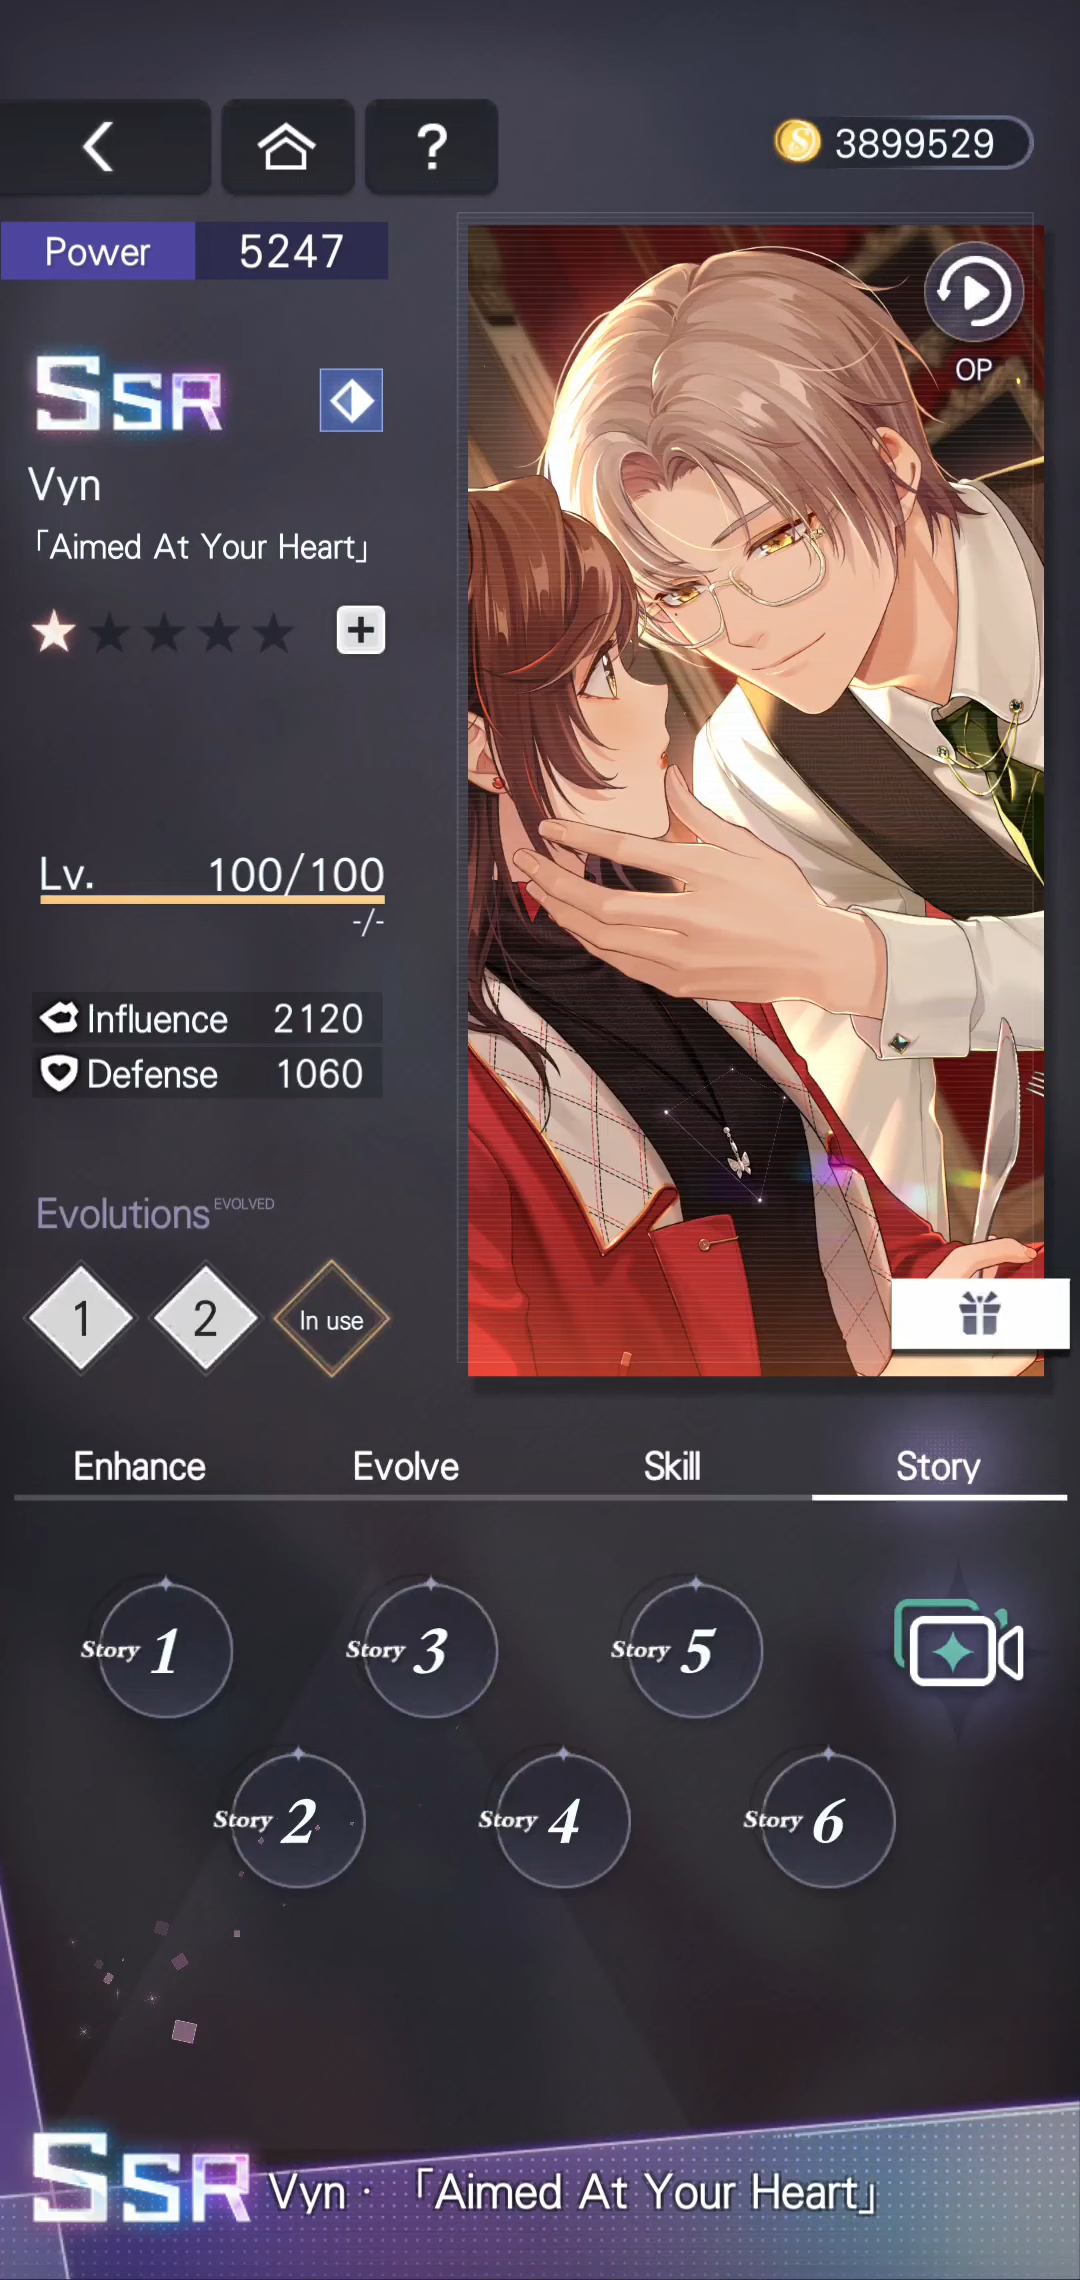 ?
3899529
Power 5247
OP
SSR
Vyn
「Aimed At Your Heart」
Lv. 100/100
-/-
Influence 2120
Defense 1060
Evolutions EVOLVED
1 2 In use
Enhance Evolve Skill Story
Story 1 Story 3 Story 5
Story 2 Story 4 Story 6
SSR Vyn · 「Aimed At Your Heart」